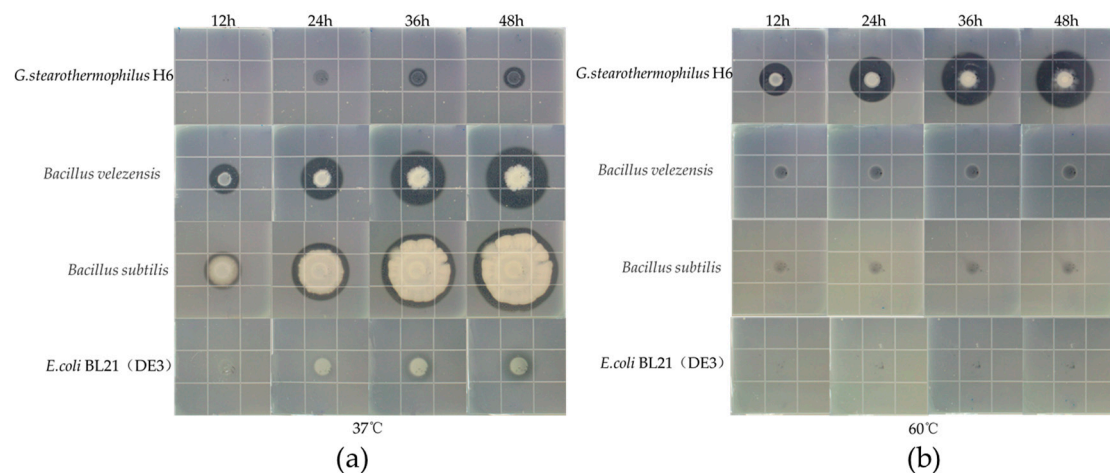 12h 24h 36h 48h
G.stearothermophilus H6
Bacillus velezensis
Bacillus subtilis
E.coli BL21（DE3）
37℃
(a)
12h 24h 36h 48h
G.stearothermophilus H6
Bacillus velezensis
Bacillus subtilis
E.coli BL21（DE3）
60℃
(b)